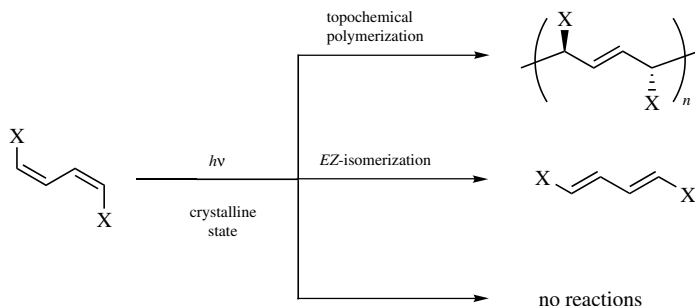 topochemical
polymerization
X
X
n
X
X
hν
crystalline
state
EZ-isomerization
X
X
no reactions